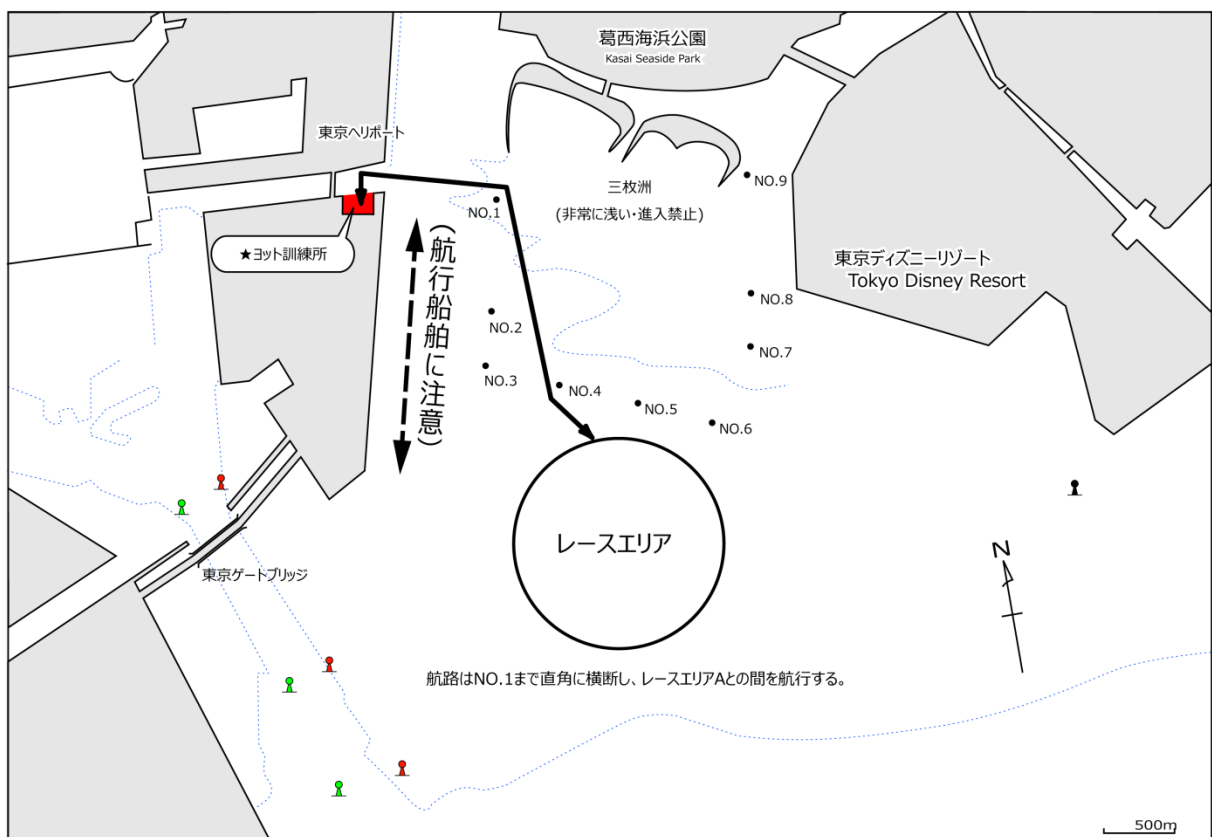 葛西海浜公園
Kasai Seaside Park
東京ヘリポート
NO.9
三枚洲
(非常に浅い・進入禁止)
NO.1
★ヨット訓練所
(航行船舶に注意)
東京ディズニーリゾート
Tokyo Disney Resort
NO.8
NO.2
NO.7
NO.3
NO.4
NO.5
NO.6
レースエリア
N
東京ゲートブリッジ
航路はNO.1まで直角に横断し、レースエリアAとの間を航行する。
500m